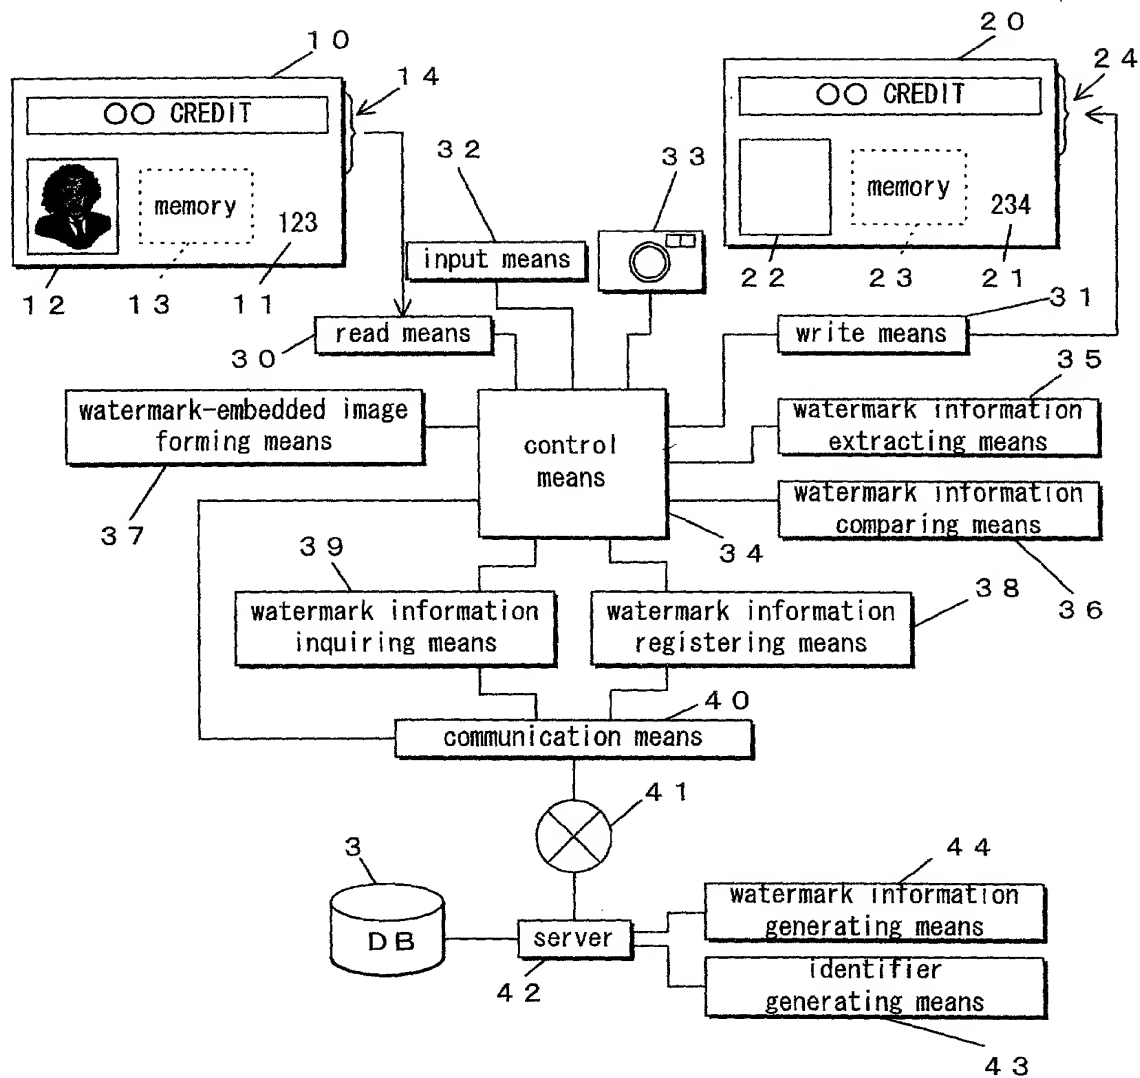 10
20
14
24
○○ CREDIT
○○ CREDIT
32
33
memory
123
memory
234
12
13
11
input means
22
23
21
31
30
read means
write means
35
watermark-embedded image
forming means
control
means
watermark information
extracting means
watermark information
comparing means
37
39
34
38
36
watermark information
inquiring means
watermark information
registering means
40
communication means
41
3
44
DB
server
42
watermark information
generating means
identifier
generating means
43